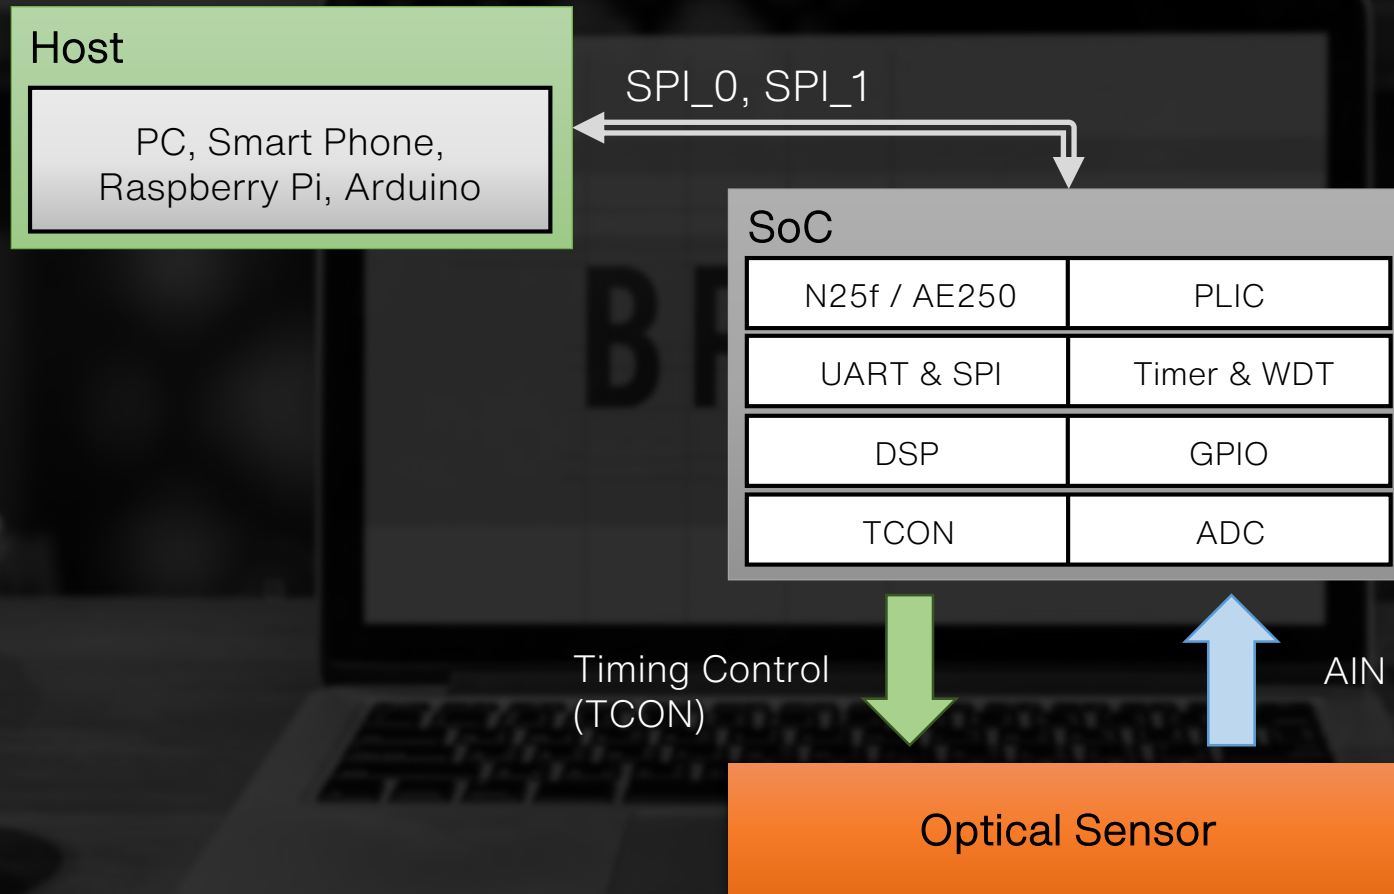 Host
PC, Smart Phone,
Raspberry Pi, Arduino
SPI_0, SPI_1
SoC
N25f / AE250
PLIC
UART & SPI
Timer & WDT
DSP
GPIO
TCON
ADC
Timing Control
(TCON)
AIN
Optical Sensor